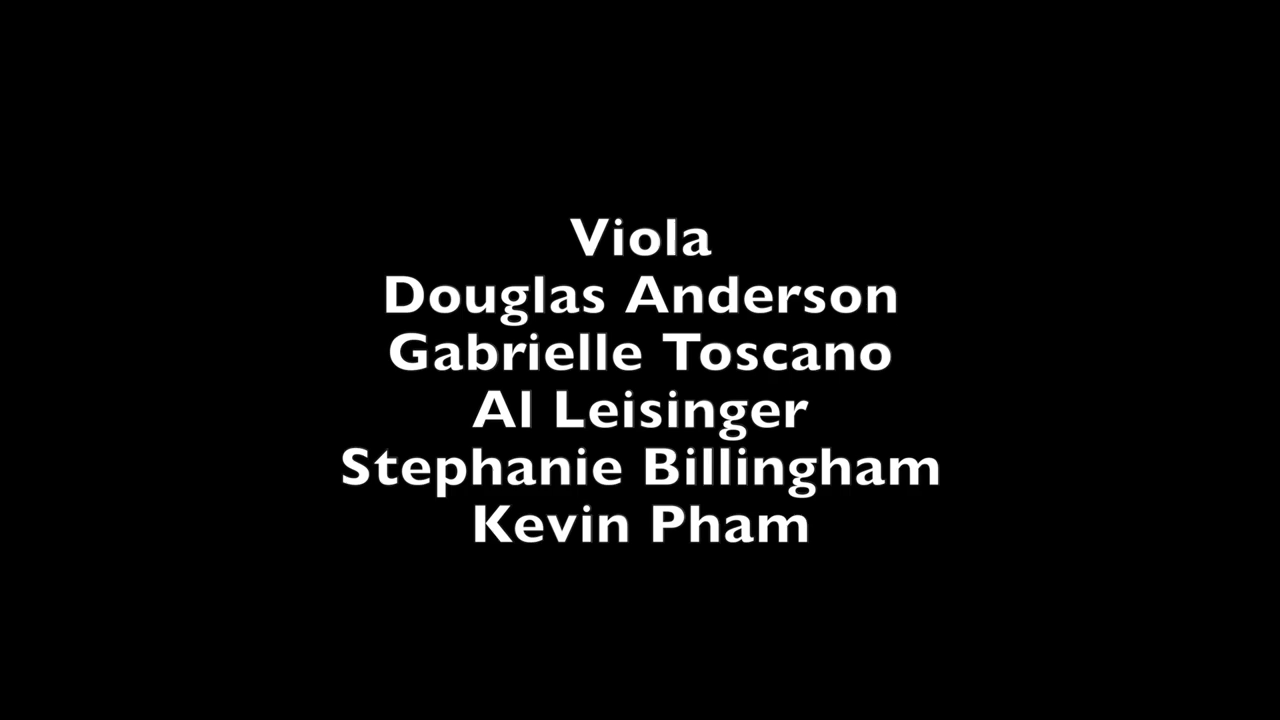 Viola
Douglas Anderson
Gabrielle Toscano
Al Leisinger
Stephanie Billingham
Kevin Pham